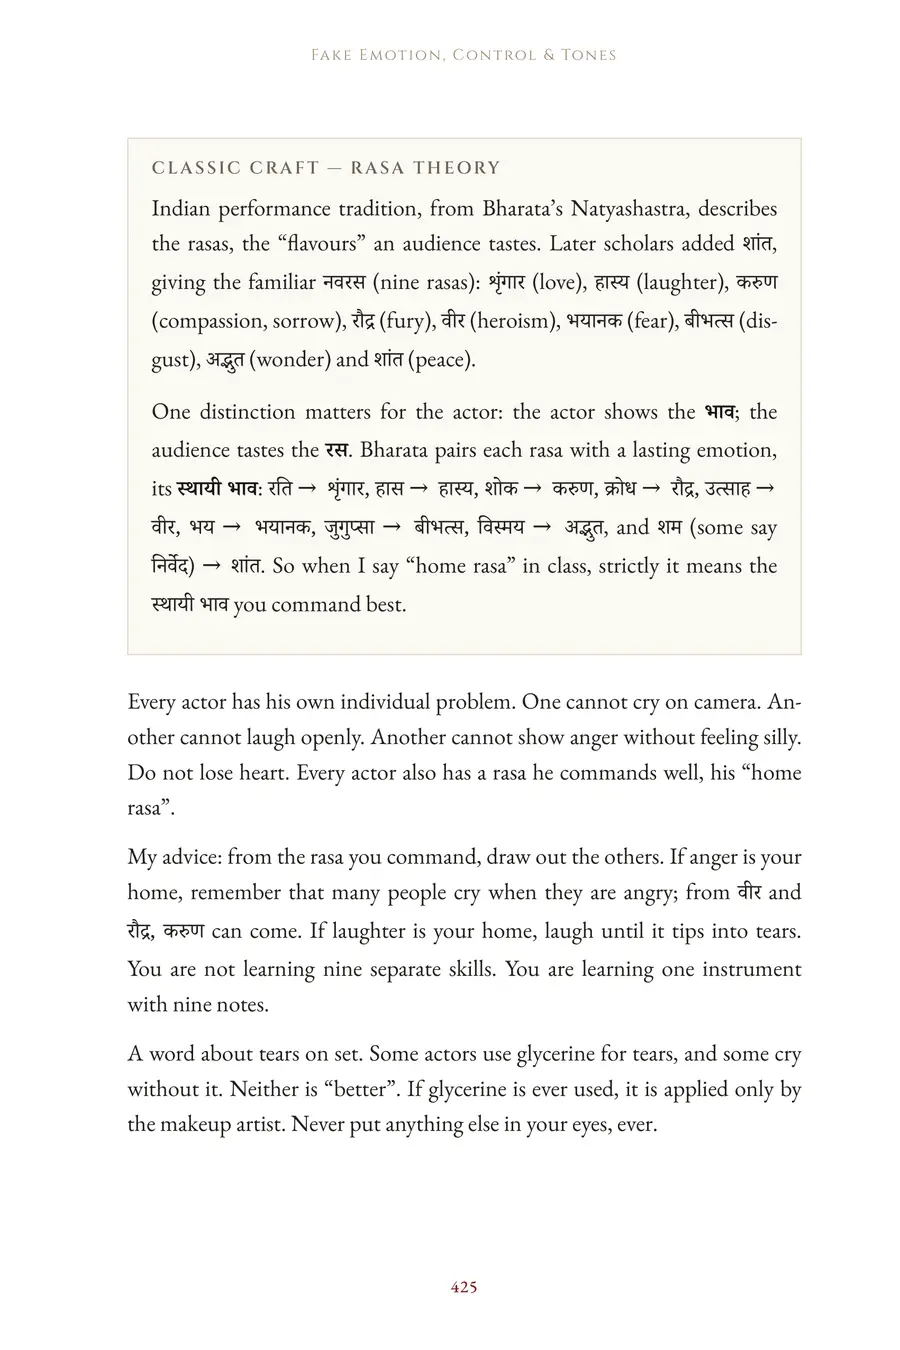 FAKE EMOTION, CONTROL & TONES
CLASSIC CRAFT — RASA THEORY
Indian performance tradition, from Bharata’s Natyashastra, describes
the rasas, the “flavours” an audience tastes. Later scholars added शांत,
giving the familiar नवरस (nine rasas): शृंगार (love), हास्य (laughter), करुण
(compassion, sorrow), रौद्र (fury), वीर (heroism), भयानक (fear), बीभत्स (dis-
gust), अद्भुत (wonder) and शांत (peace).
One distinction matters for the actor: the actor shows the भाव; the
audience tastes the रस. Bharata pairs each rasa with a lasting emotion,
its स्थायी भाव: रति → शृंगार, हास → हास्य, शोक → करुण, क्रोध → रौद्र, उत्साह →
वीर, भय → भयानक, जुगुप्सा → बीभत्स, विस्मय → अद्भुत, and शम (some say
निर्वेद) → शांत. So when I say “home rasa” in class, strictly it means the
स्थायी भाव you command best.
Every actor has his own individual problem. One cannot cry on camera. An-
other cannot laugh openly. Another cannot show anger without feeling silly.
Do not lose heart. Every actor also has a rasa he commands well, his “home
rasa”.
My advice: from the rasa you command, draw out the others. If anger is your
home, remember that many people cry when they are angry; from वीर and
रौद्र, करुण can come. If laughter is your home, laugh until it tips into tears.
You are not learning nine separate skills. You are learning one instrument
with nine notes.
A word about tears on set. Some actors use glycerine for tears, and some cry
without it. Neither is “better”. If glycerine is ever used, it is applied only by
the makeup artist. Never put anything else in your eyes, ever.
425